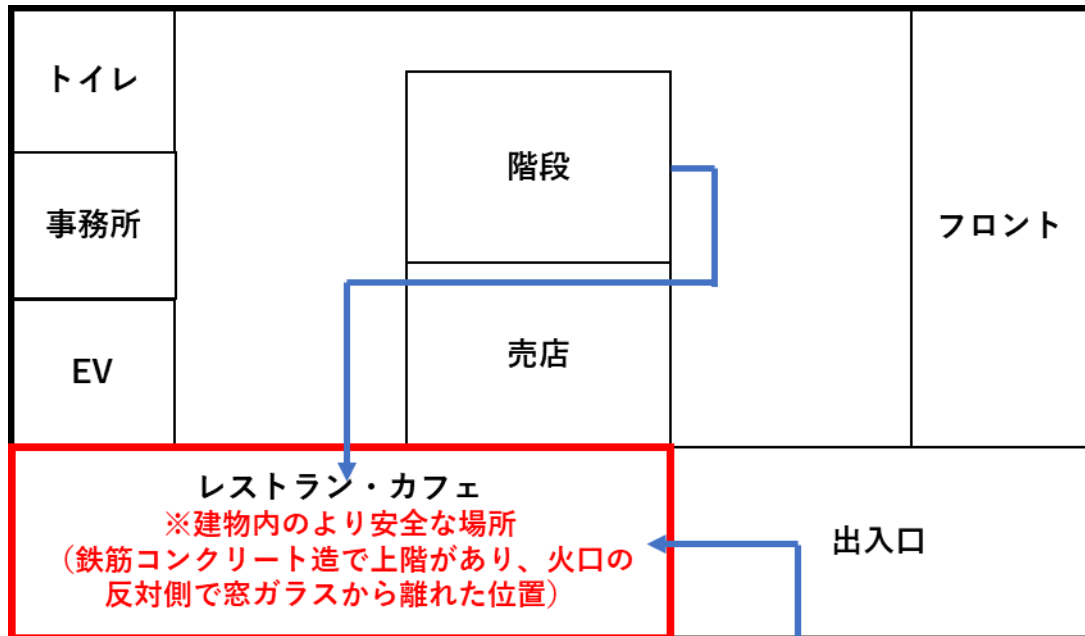 トイレ
階段
事務所
フロント
売店
EV
レストラン・カフェ
※建物内のより安全な場所
（鉄筋コンクリート造で上階があり、火口の
反対側で窓ガラスから離れた位置）
出入口